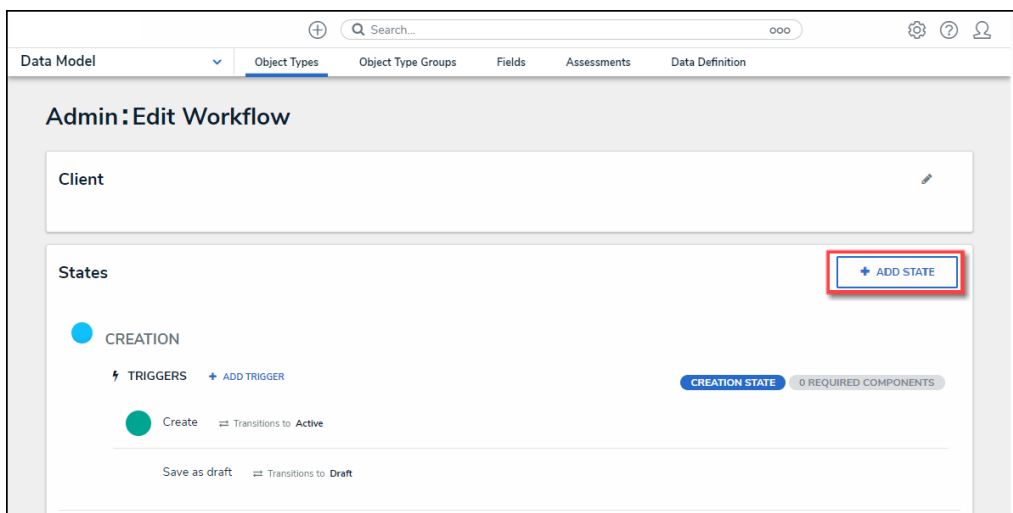 Search...
Data Model Object Types Object Type Groups Fields Assessments Data Definition
Admin:Edit Workflow
Client
States + ADD STATE
CREATION
TRIGGERS + ADD TRIGGER CREATION STATE 0 REQUIRED COMPONENTS
Create Transitions to Active
Save as draft Transitions to Draft